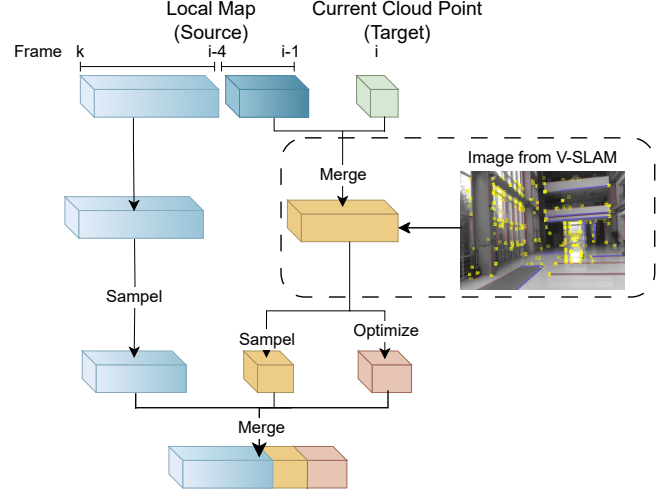 Local Map
(Source)
Current Cloud Point
(Target)
Frame
k
i-4
i-1
i
Image from V-SLAM
Merge
Sampel
Sampel
Optimize
Merge